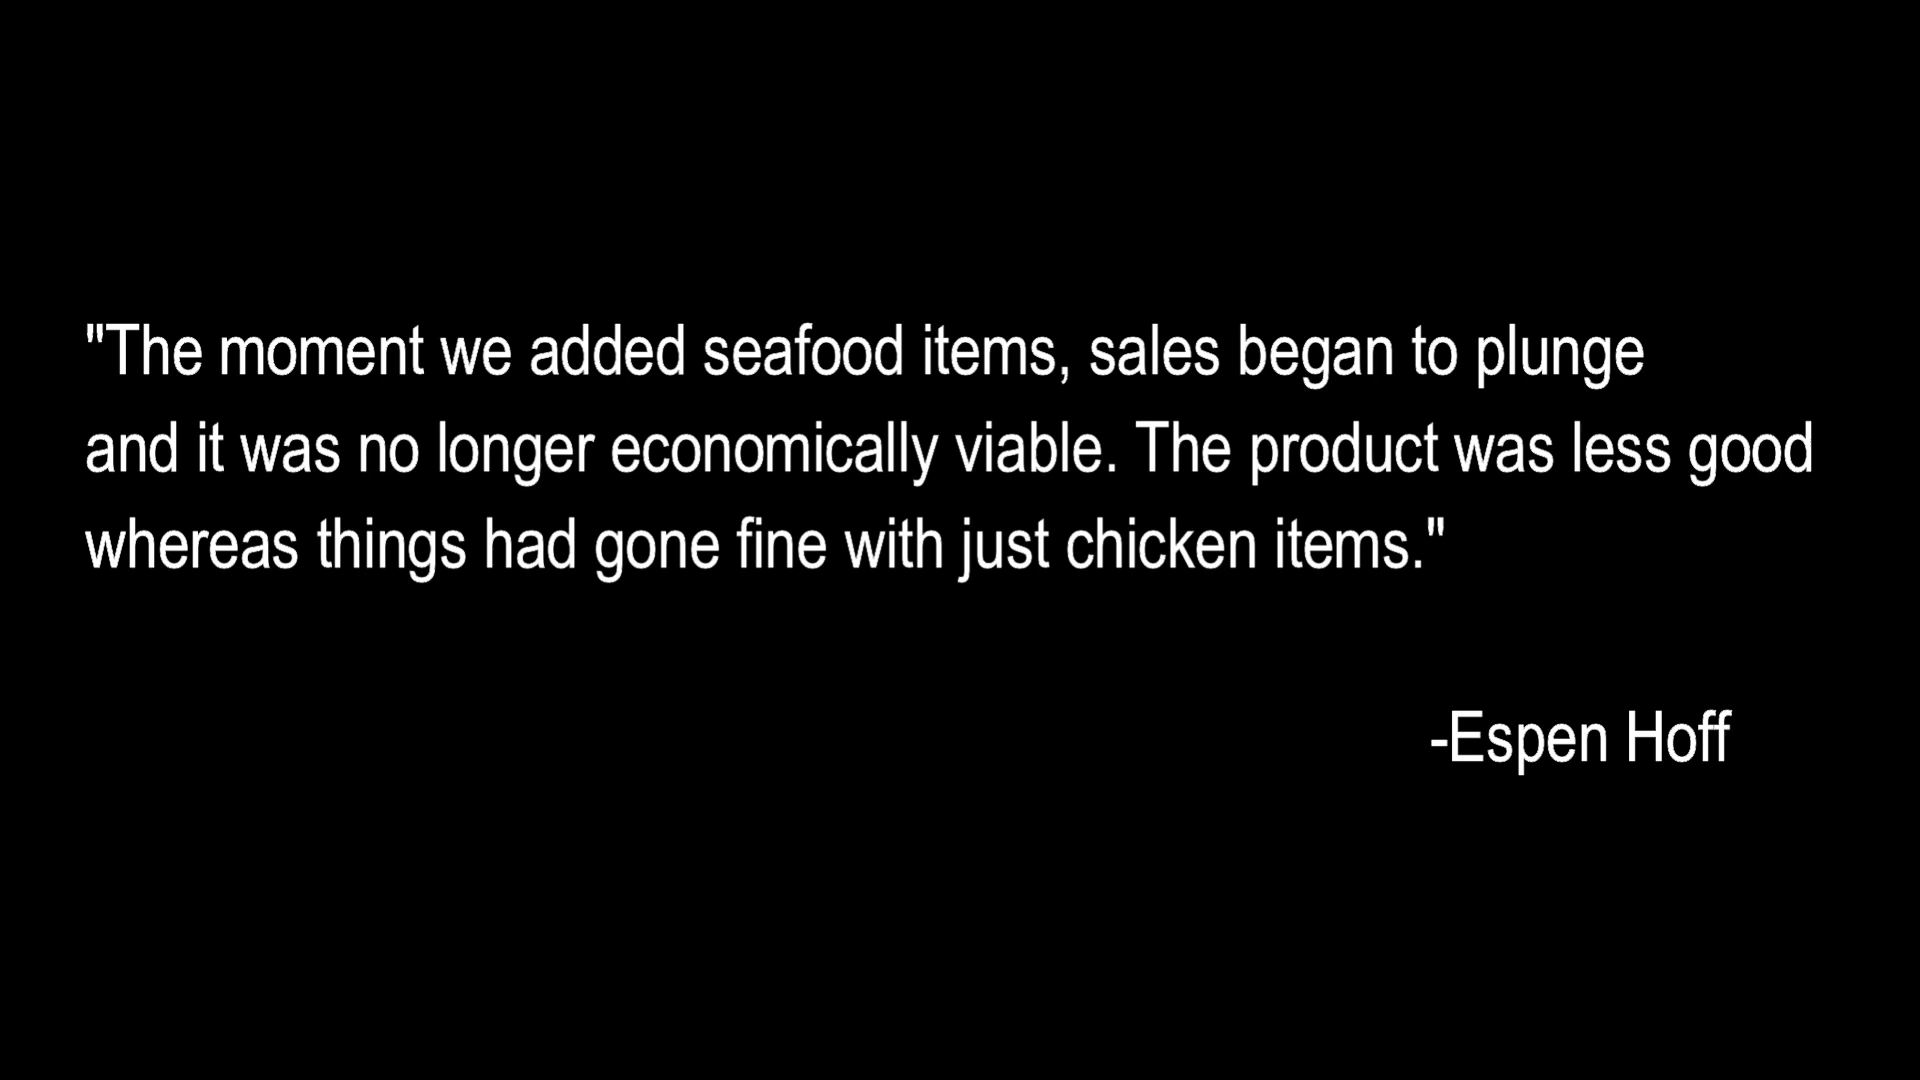 "The moment we added seafood items, sales began to plunge
and it was no longer economically viable. The product was less good
whereas things had gone fine with just chicken items."
-Espen Hoff